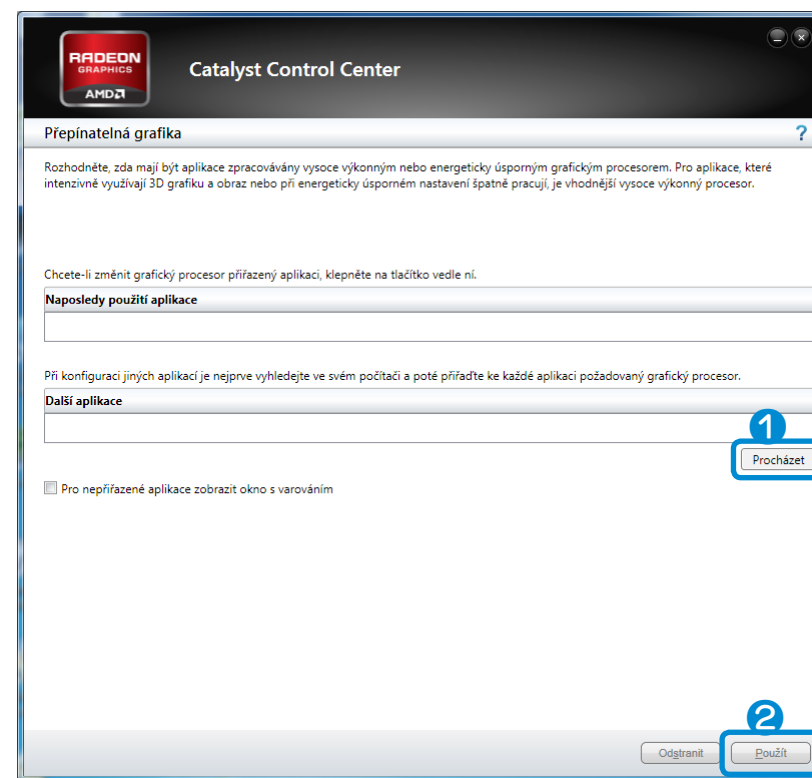 RADEON
GRAPHICS
AMD
Catalyst Control Center
Přepínatelná grafika
?
Rozhodněte, zda mají být aplikace zpracovávány vysoce výkonným nebo energeticky úsporným grafickým procesorem. Pro aplikace, které
intenzivně využívají 3D grafiku a obraz nebo při energeticky úsporném nastavení špatně pracují, je vhodnější vysoce výkonný procesor.
Chcete-li změnit grafický procesor přiřazený aplikaci, klepněte na tlačítko vedle ní.
Naposledy použití aplikace
Při konfiguraci jiných aplikací je nejprve vyhledejte ve svém počítači a poté přiřaďte ke každé aplikaci požadovaný grafický procesor.
Další aplikace
1
Procházet
Pro nepřiřazené aplikace zobrazit okno s varováním
2
Odstranit
Použít